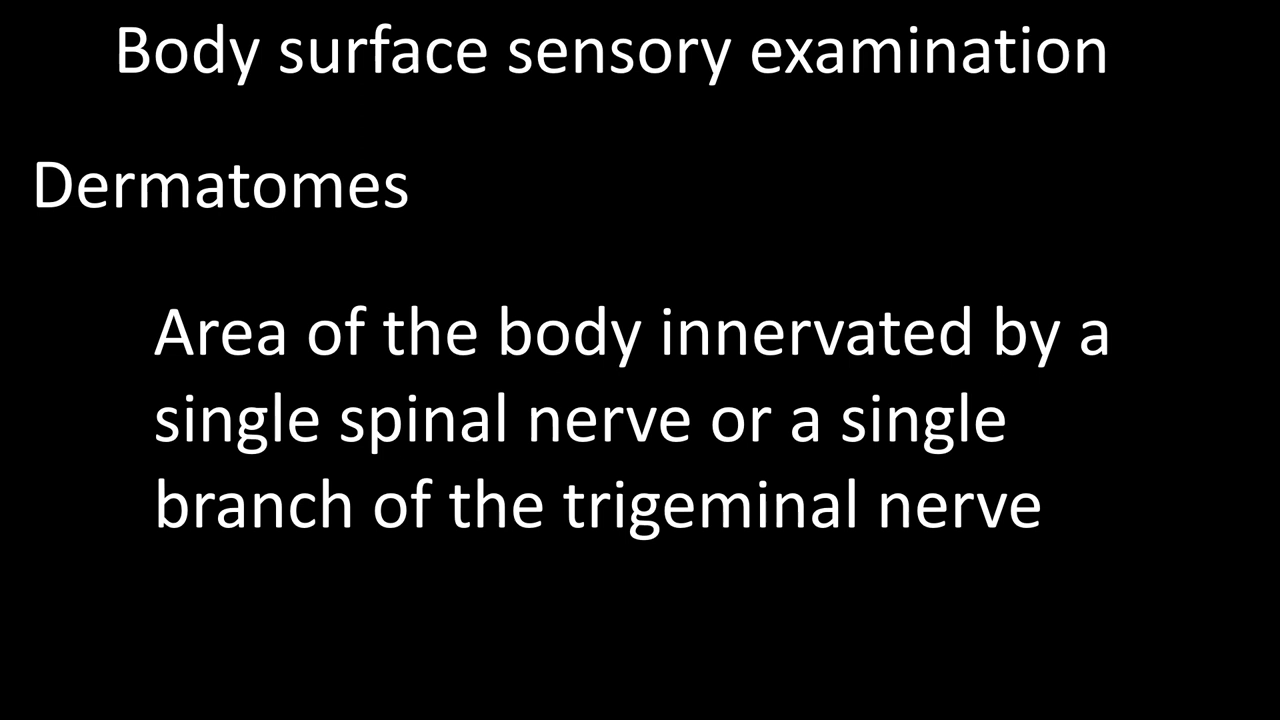 Body surface sensory examination
Dermatomes
Area of the body innervated by a
single spinal nerve or a single
branch of the trigeminal nerve